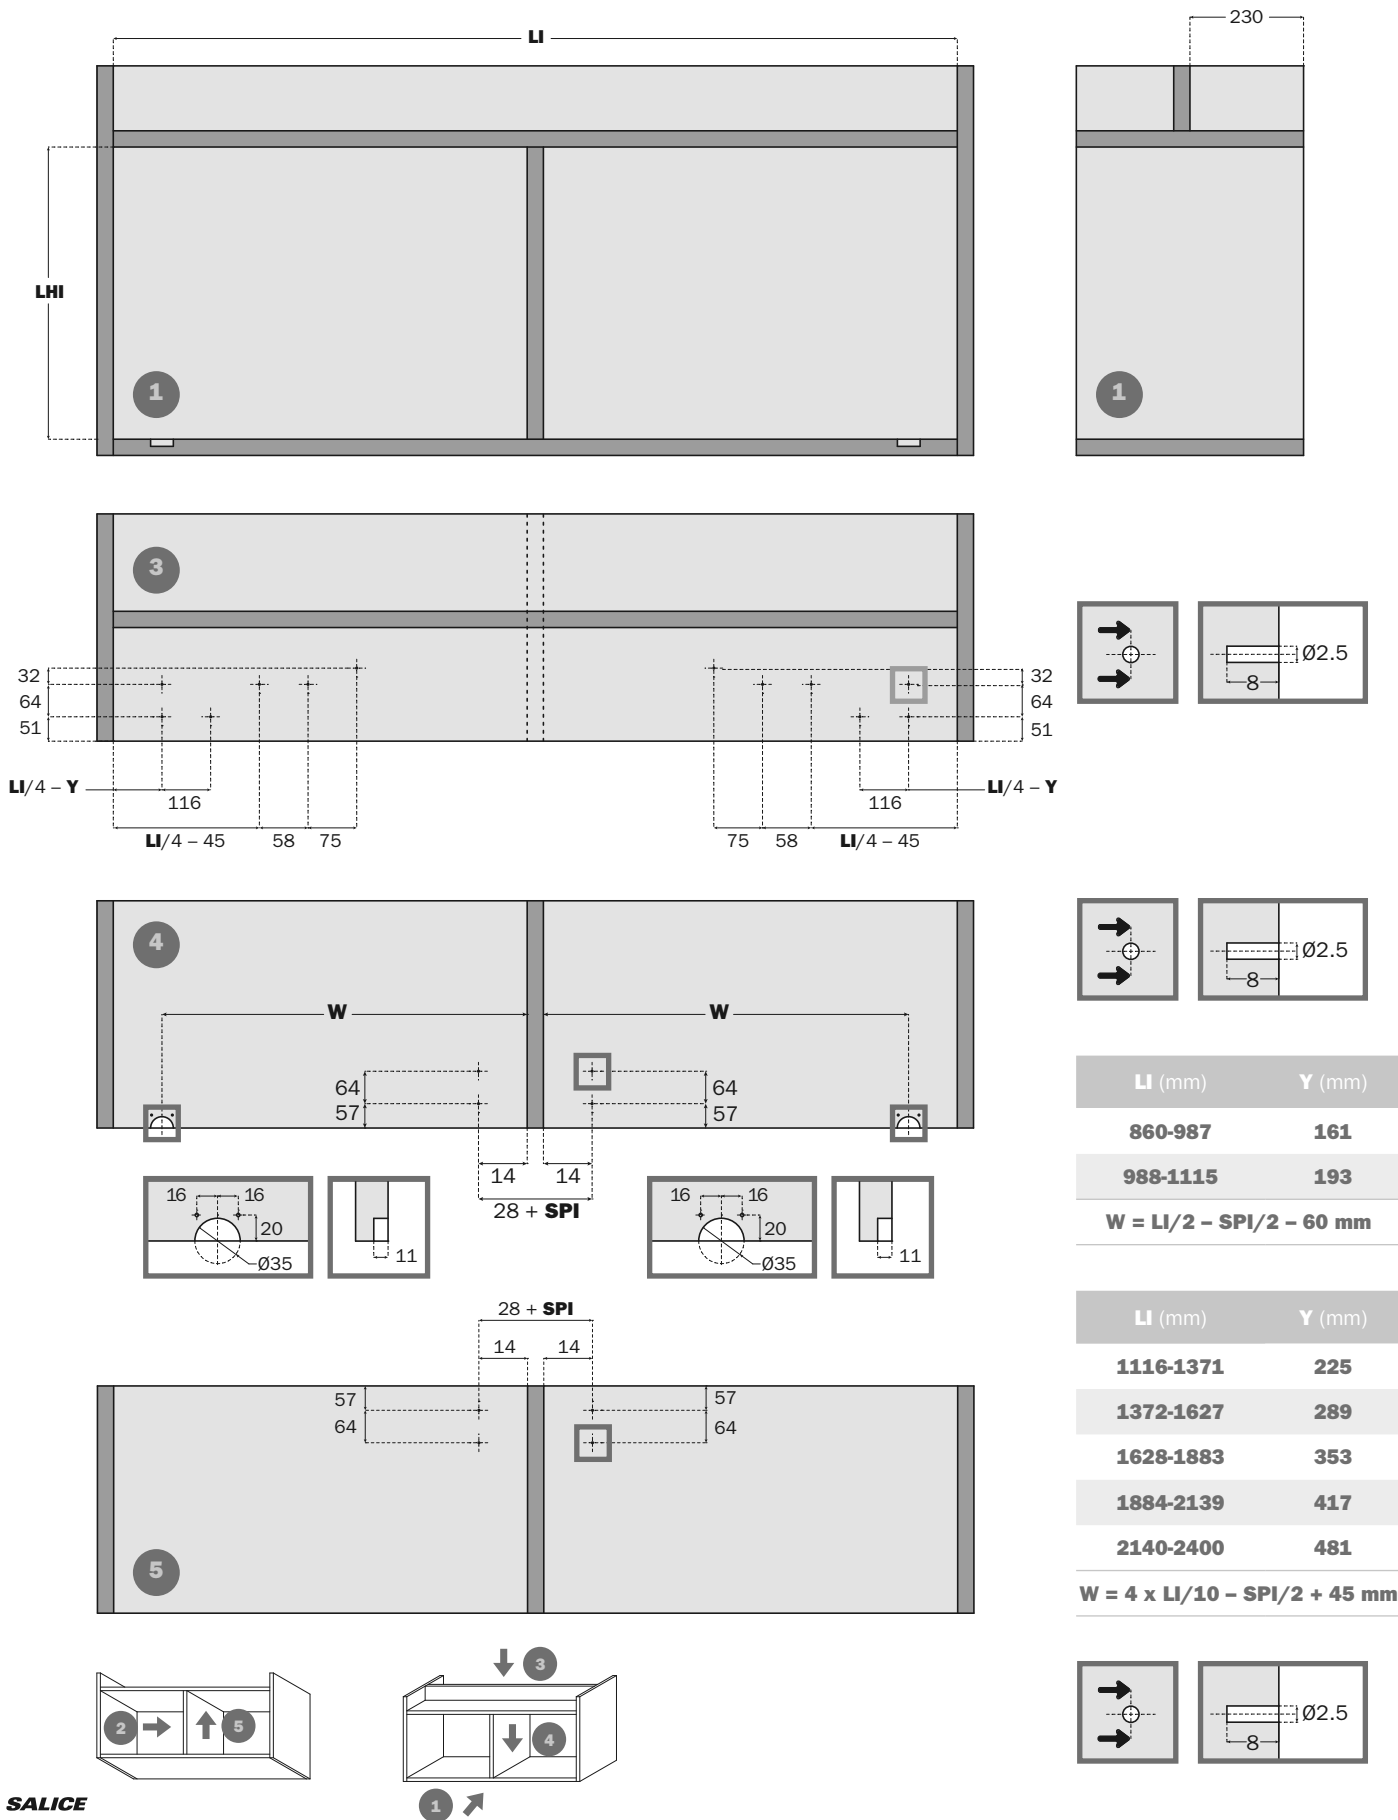 LI
230
LHI
1
1
3
32
64
51
32
64
51
LI/4 – Y
116
116
LI/4 – Y
LI/4 – 45
58
75
75
58
LI/4 – 45
Ø2.5
8
4
W
W
64
57
64
57
14
14
28 + SPI
16
16
20
Ø35
11
16
16
20
Ø35
11
Ø2.5
8
LI (mm) Y (mm)
860-987 161
988-1115 193
W = LI/2 – SPI/2 – 60 mm
28 + SPI
14
14
57
64
57
64
5
LI (mm) Y (mm)
1116-1371 225
1372-1627 289
1628-1883 353
1884-2139 417
2140-2400 481
W = 4 x LI/10 – SPI/2 + 45 mm
2
5
3
4
1
Ø2.5
8
SALICE